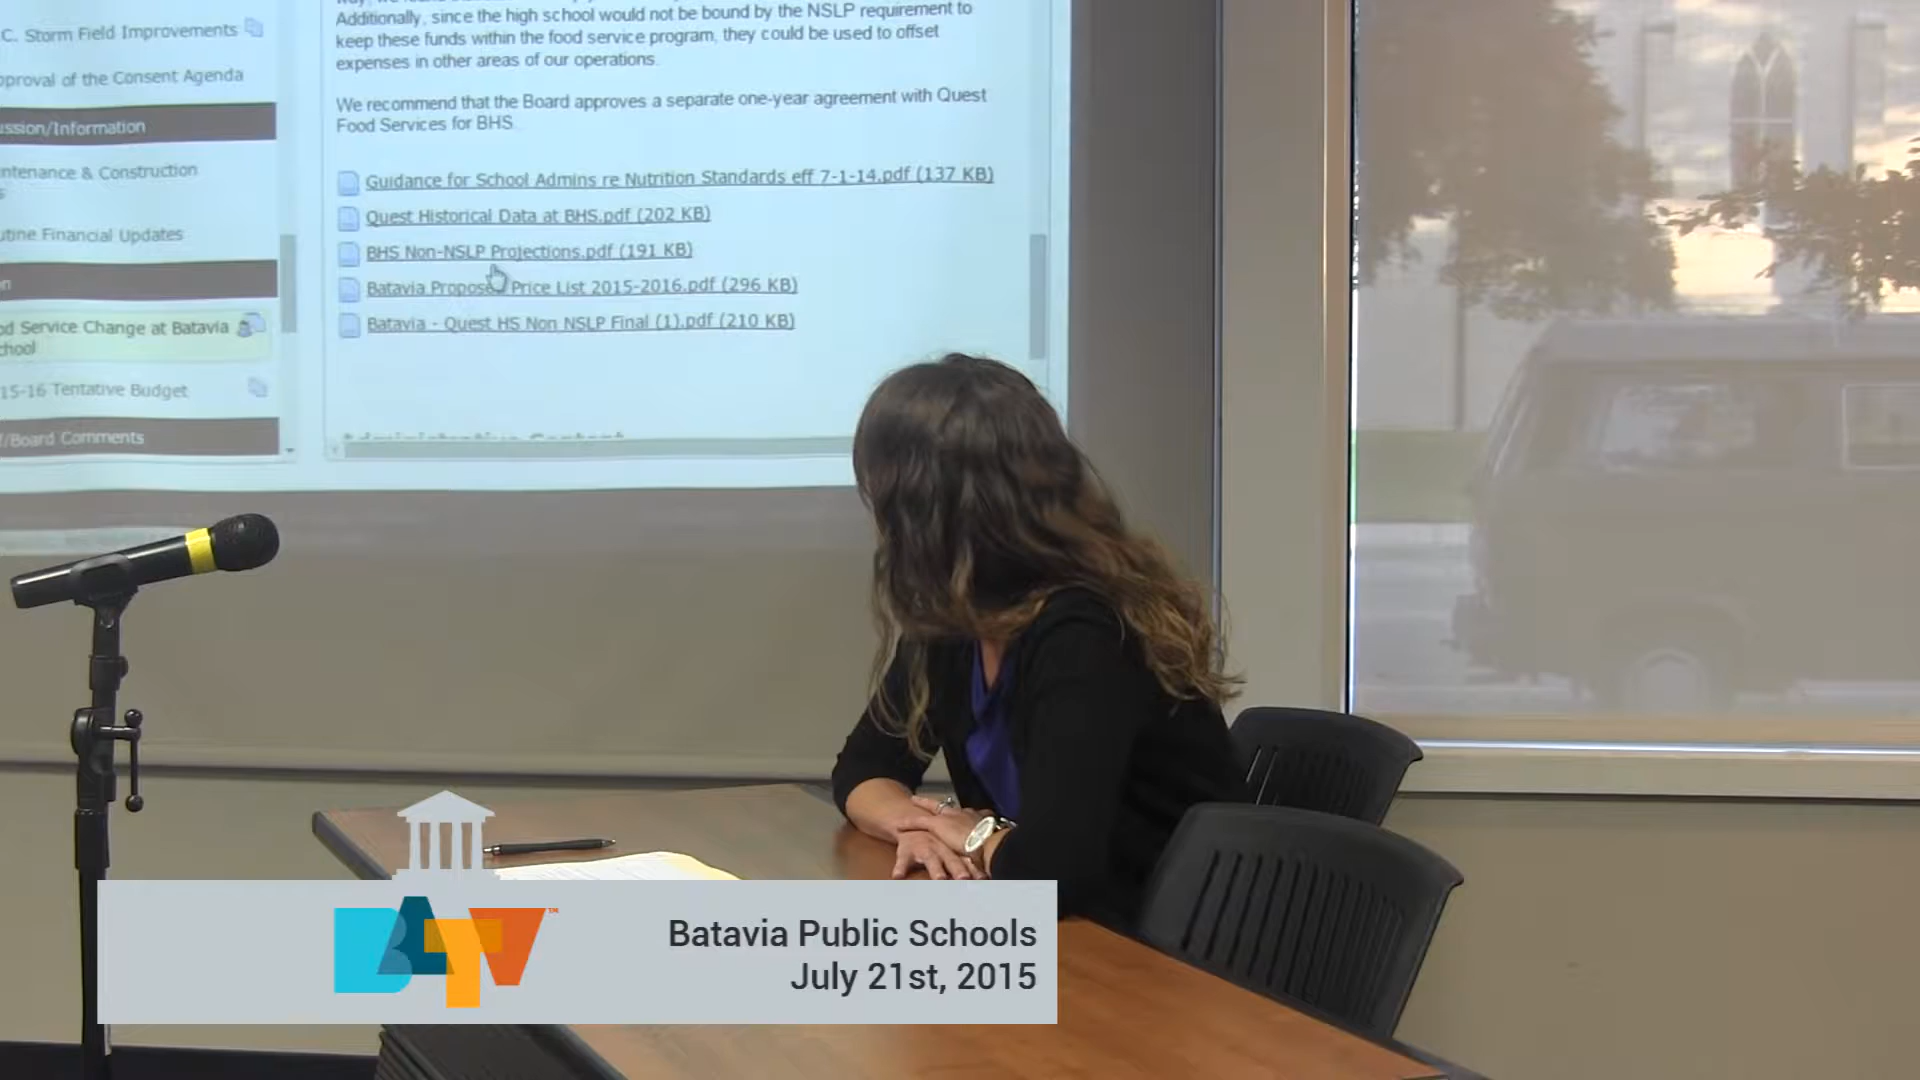 C. Storm Field Improvements
pproval of the Consent Agenda
ussion/Information
ntenance & Construction
s
utine Financial Updates
n
od Service Change at Batavia
chool
15-16 Tentative Budget
f/Board Comments
Additionally, since the high school would not be bound by the NSLP requirement to
keep these funds within the food service program, they could be used to offset
expenses in other areas of our operations.
We recommend that the Board approves a separate one-year agreement with Quest
Food Services for BHS.
Guidance for School Admins re Nutrition Standards eff 7-1-14.pdf (137 KB)
Quest Historical Data at BHS.pdf (202 KB)
BHS Non-NSLP Projections.pdf (191 KB)
Batavia Propose Price List 2015-2016.pdf (296 KB)
Batavia - Quest HS Non NSLP Final (1).pdf (210 KB)
BATV™
Batavia Public Schools
July 21st, 2015